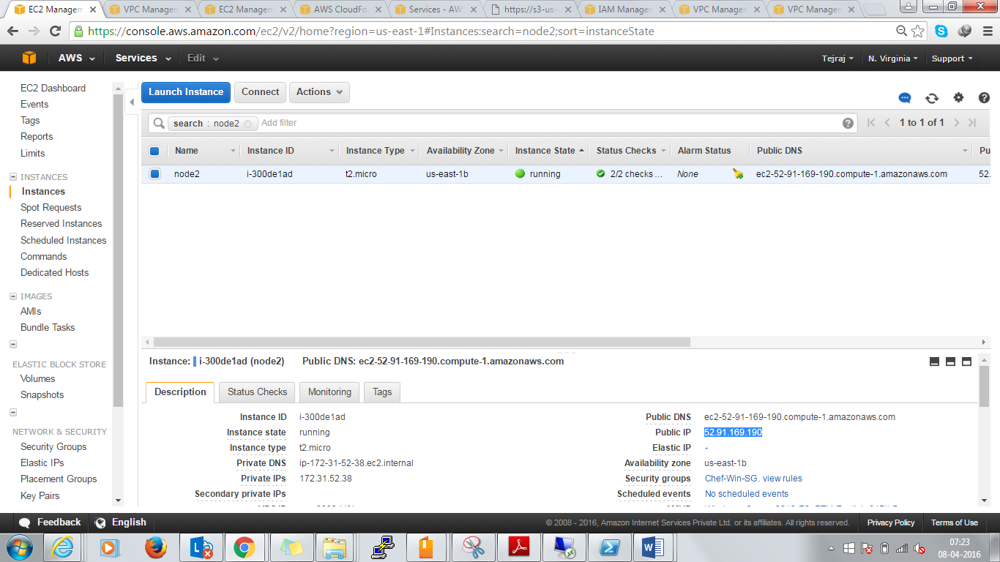 EC2 Managem
VPC Managem
EC2 Managem
AWS CloudFo
Services - AW
https://s3-us-
IAM Manager
VPC Managem
VPC Managem
https://console.aws.amazon.com/ec2/v2/home?region=us-east-1#Instances:search=node2;sort=instanceState
AWS Services Edit Tejraj N. Virginia Support
EC2 Dashboard
Events
Tags
Reports
Limits
INSTANCES
Instances
Spot Requests
Reserved Instances
Scheduled Instances
Commands
Dedicated Hosts
IMAGES
AMIs
Bundle Tasks
ELASTIC BLOCK STORE
Volumes
Snapshots
NETWORK & SECURITY
Security Groups
Elastic IPs
Placement Groups
Key Pairs
Launch Instance Connect Actions
search : node2 Add filter 1 to 1 of 1
Name Instance ID Instance Type Availability Zone Instance State Status Checks Alarm Status Public DNS Pu
node2 i-300de1ad t2.micro us-east-1b running 2/2 checks ... None ec2-52-91-169-190.compute-1.amazonaws.com 52.
Instance: i-300de1ad (node2) Public DNS: ec2-52-91-169-190.compute-1.amazonaws.com
Description Status Checks Monitoring Tags
Instance ID i-300de1ad Public DNS ec2-52-91-169-190.compute-1.amazonaws.com
Instance state running Public IP 52.91.169.190
Instance type t2.micro Elastic IP -
Private DNS ip-172-31-52-38.ec2.internal Availability zone us-east-1b
Private IPs 172.31.52.38 Security groups Chef-Win-SG. view rules
Secondary private IPs Scheduled events No scheduled events
Feedback English © 2008 - 2016, Amazon Internet Services Private Ltd. or its affiliates. All rights reserved. Privacy Policy Terms of Use
07:23
08-04-2016